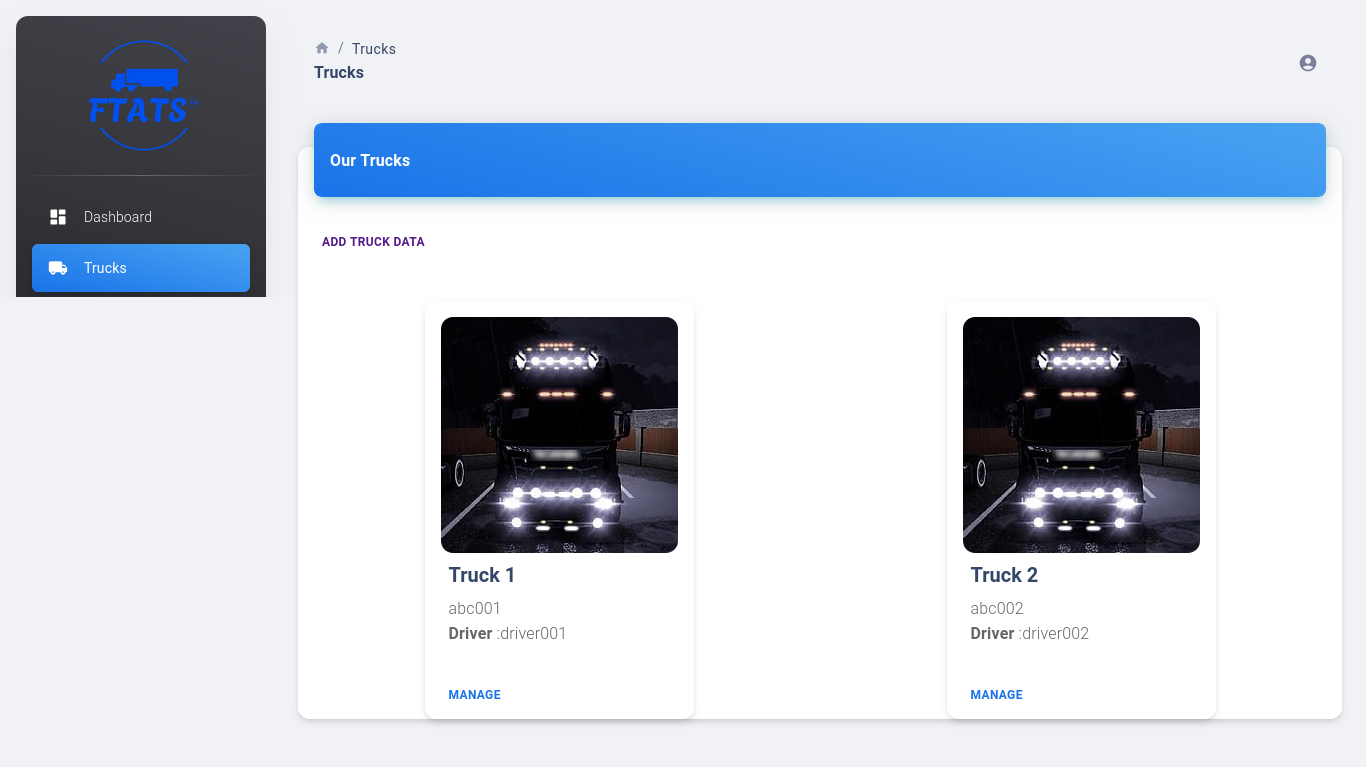 FTATS
Dashboard
Trucks
/ Trucks
Trucks
Our Trucks
ADD TRUCK DATA
Truck 1
abc001
Driver :driver001
MANAGE
Truck 2
abc002
Driver :driver002
MANAGE